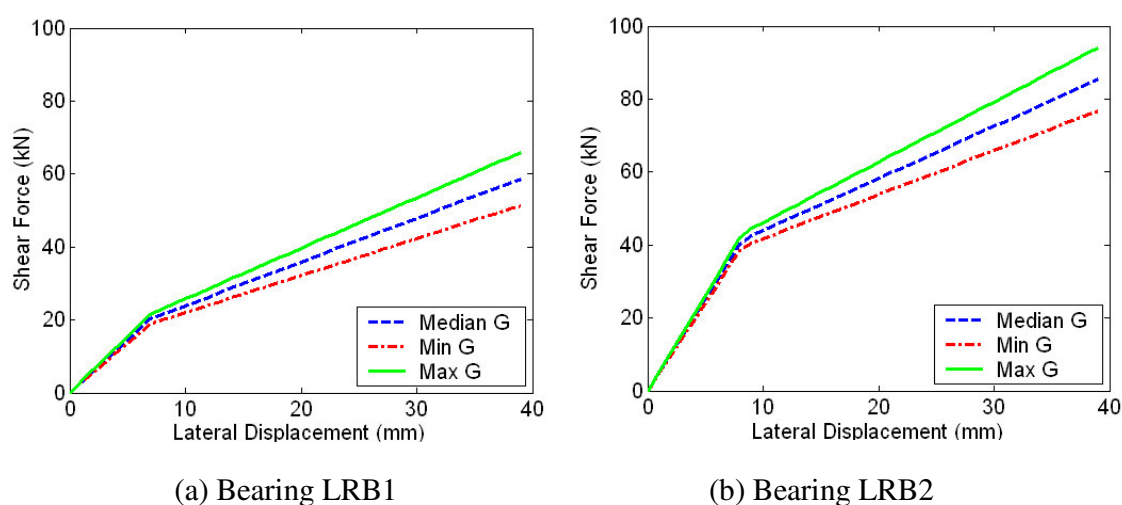 100
80
60
40
20
0
Shear Force (kN)
0 10 20 30 40
Lateral Displacement (mm)
Median G
Min G
Max G
(a) Bearing LRB1
100
80
60
40
20
0
Shear Force (kN)
0 10 20 30 40
Lateral Displacement (mm)
Median G
Min G
Max G
(b) Bearing LRB2